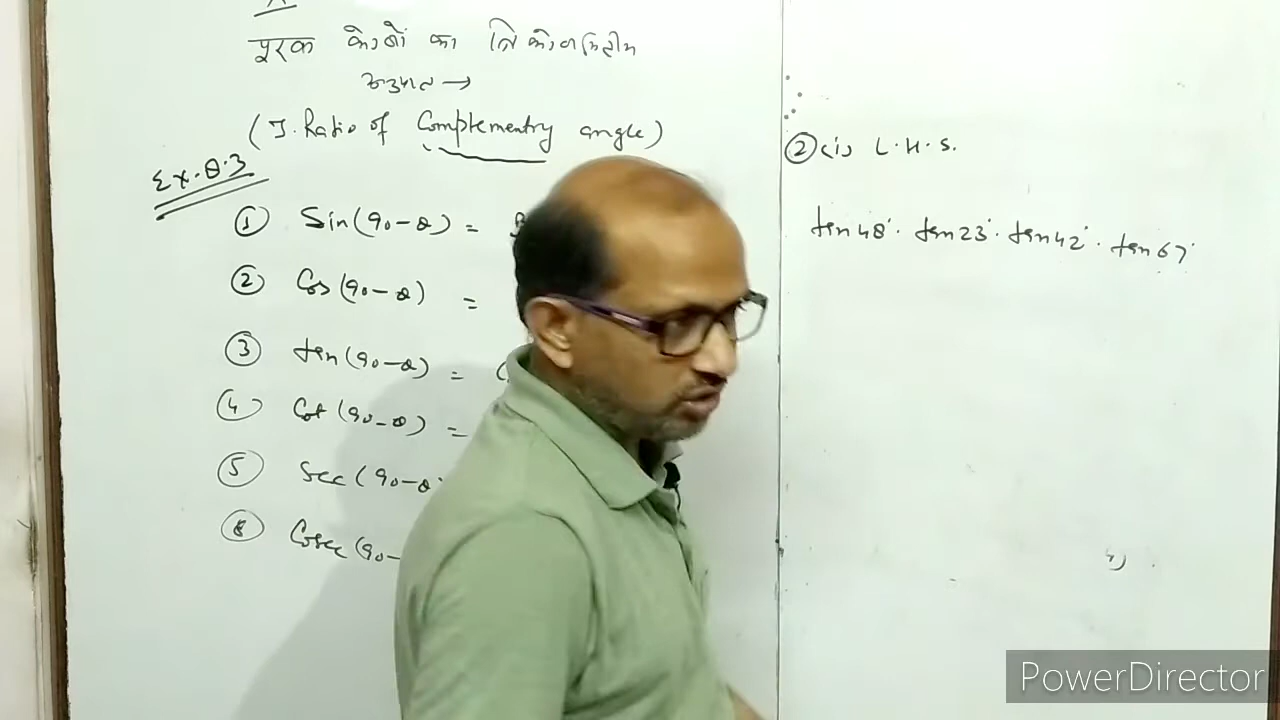 पूरक कोणों का त्रिकोणमितीय
अनुपात →
(T. Ratio of Complementry angle)
Ex. 8.3
① Sin(90-θ) =
② Cos(90-θ) =
③ tan(90-θ) =
④ Cot(90-θ) =
⑤ Sec(90-θ
Cosec(90-
② (i) L.H.S.
tan48°. tan23°. tan42°. tan67°
PowerDirector